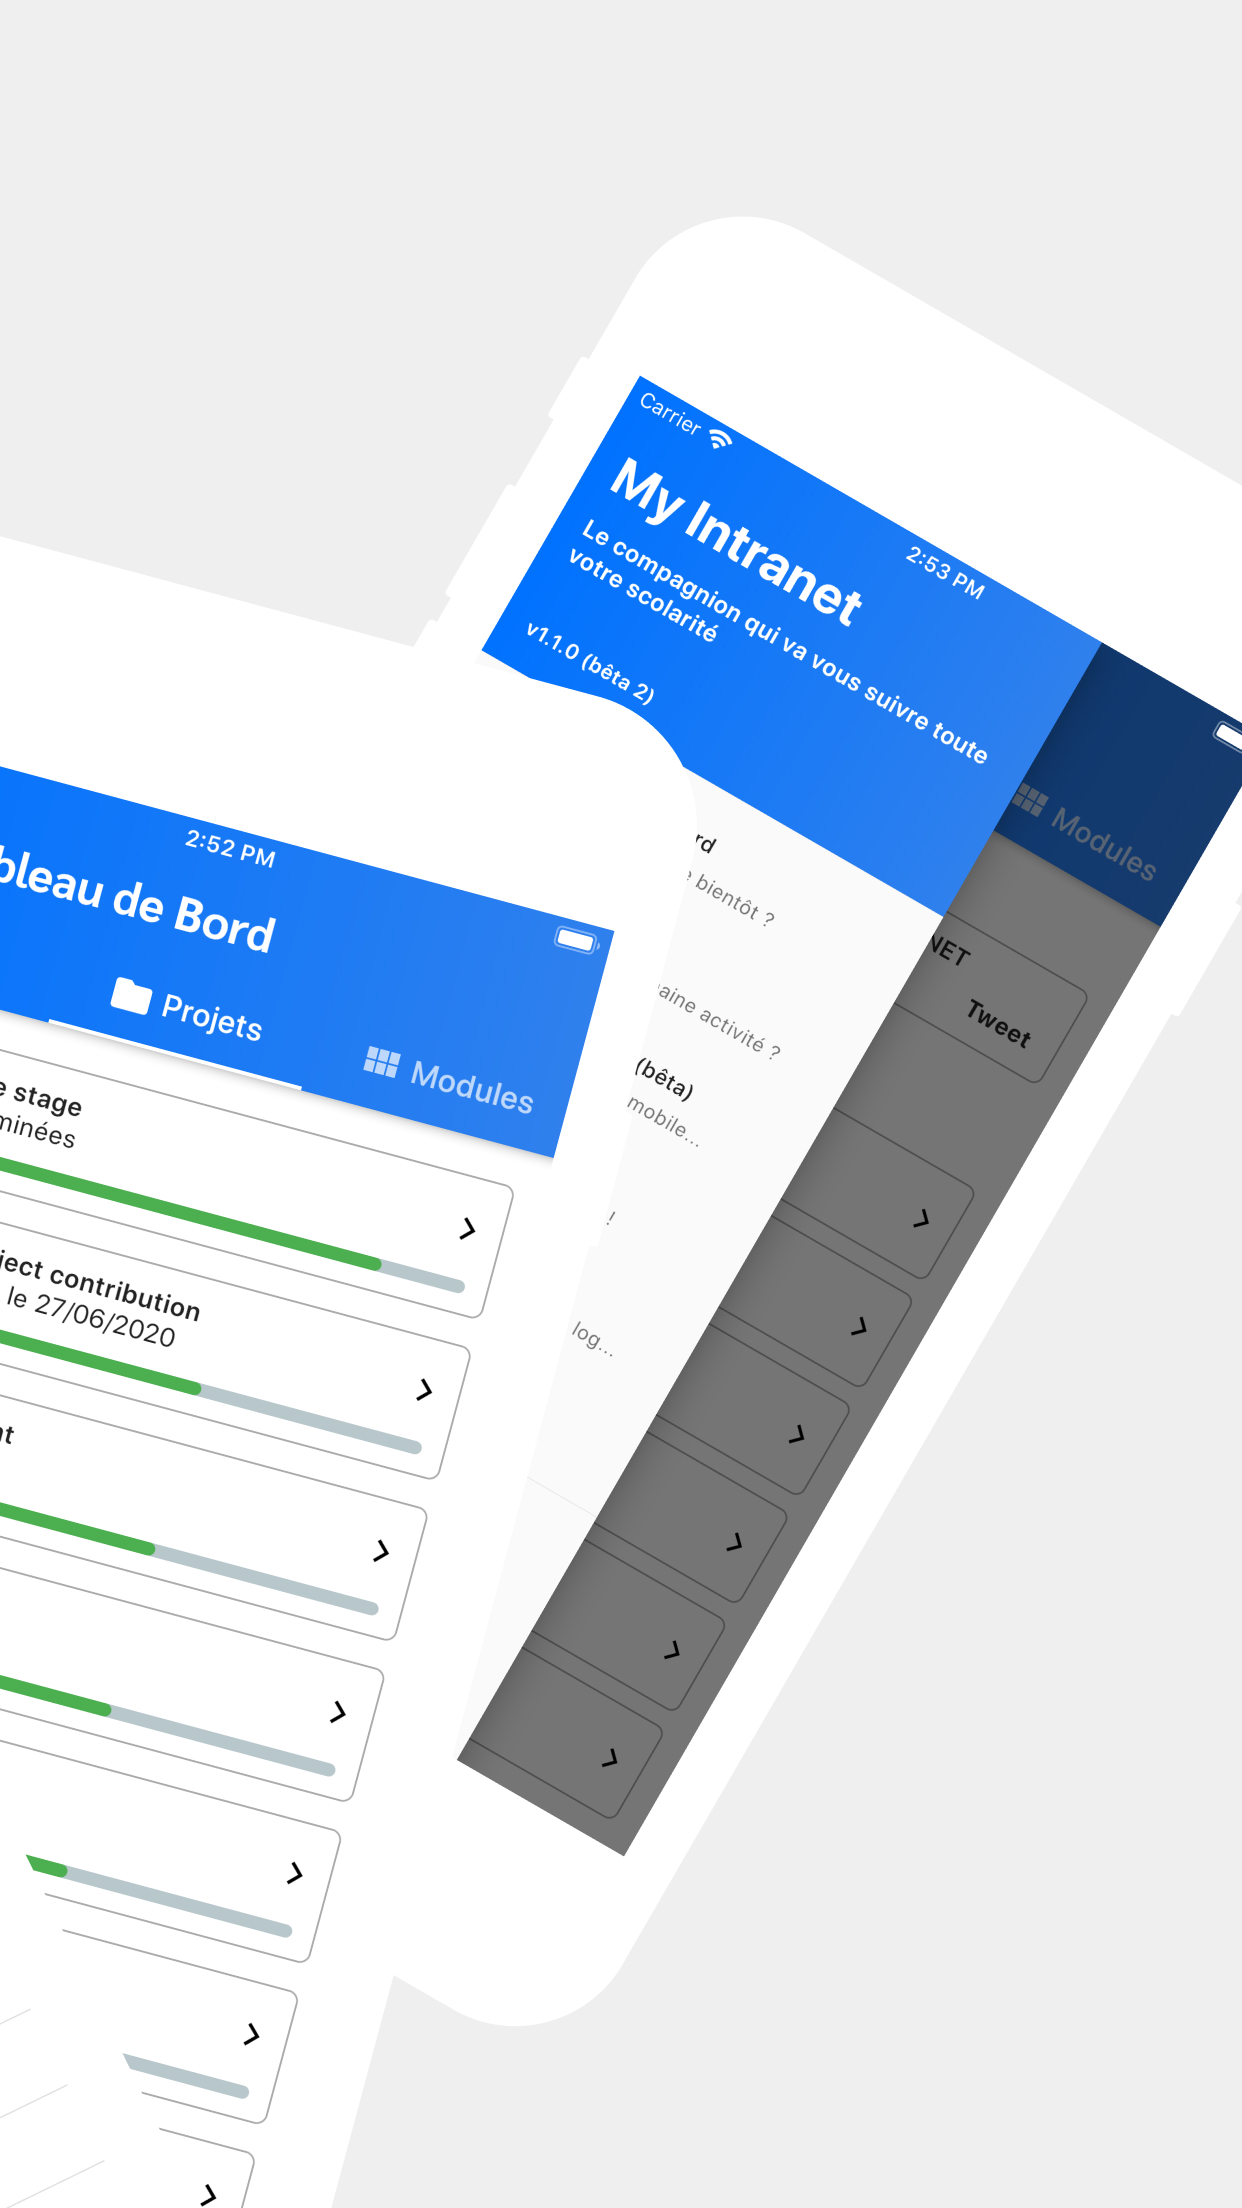 Carrier
2:53 PM
My Intranet
Le compagnion qui va vous suivre toute
votre scolarité
v1.1.0 (bêta 2)
Modules
NET
Tweet
rd
bientôt ?
aine activité ?
(bêta)
mobile...
!
log...
2:52 PM
bleau de Bord
Projets
Modules
e stage
minées
ject contribution
le 27/06/2020
nt